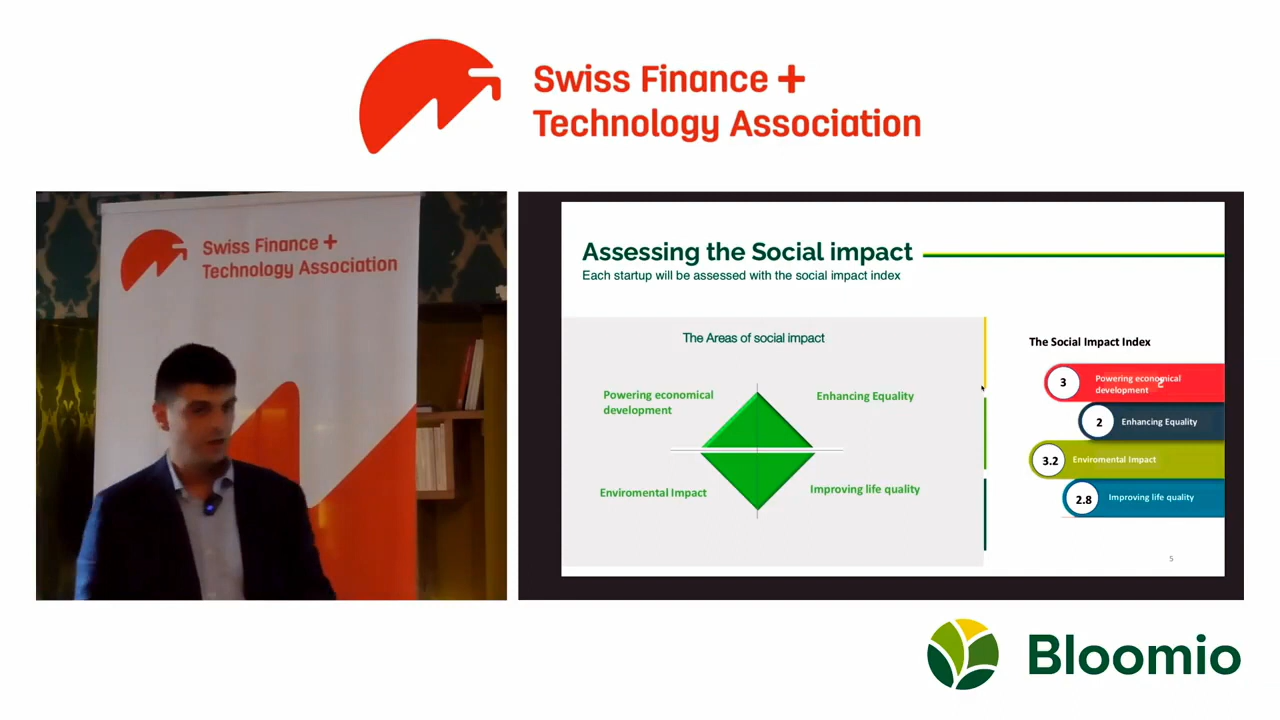 Swiss Finance +
Technology Association
Swiss Finance +
Technology Association
Assessing the Social impact
Each startup will be assessed with the social impact index
The Areas of social impact
Powering economical
development
Enhancing Equality
Enviromental Impact
Improving life quality
The Social Impact Index
3
Powering economical
development
2
2
Enhancing Equality
3.2
Enviromental Impact
2.8
Improving life quality
5
Bloomio